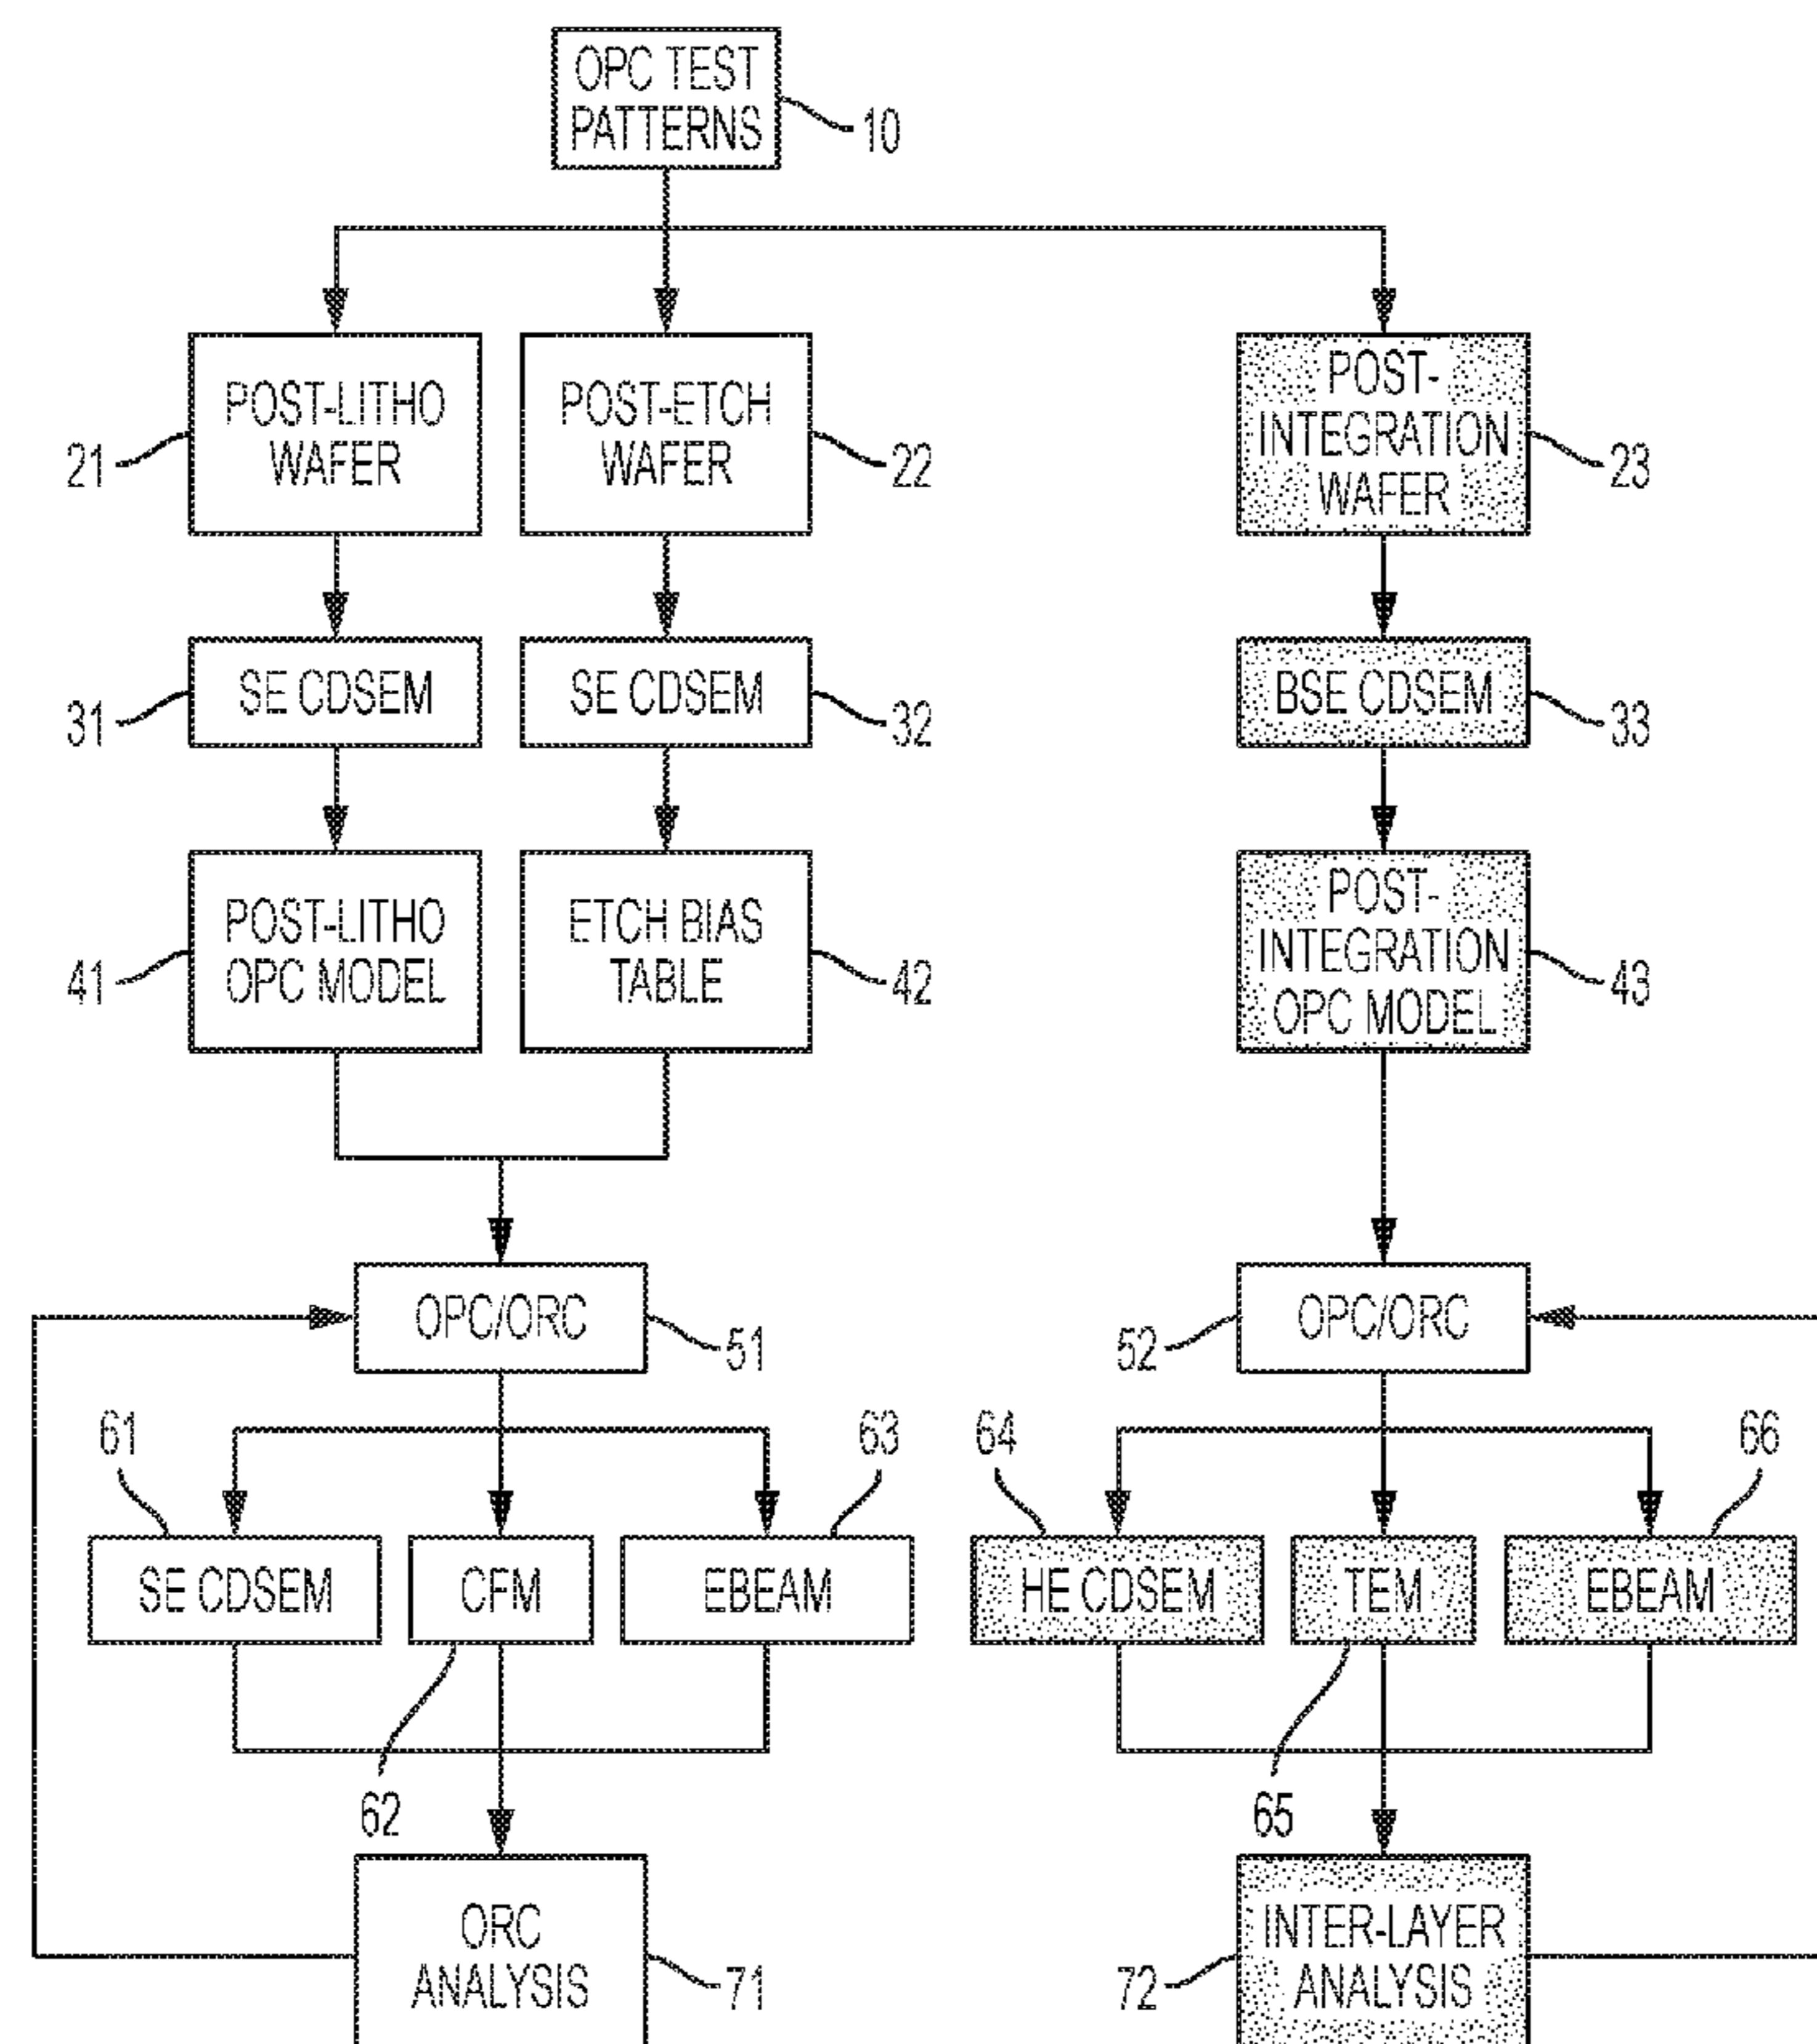 OPC TEST
PATTERNS
10
POST-LITHO
WAFER
21
POST-ETCH
WAFER
22
POST-
INTEGRATION
WAFER
23
SE CDSEM
31
SE CDSEM
32
BSE CDSEM
33
POST-LITHO
OPC MODEL
41
ETCH BIAS
TABLE
42
POST-
INTEGRATION
OPC MODEL
43
OPC/ORC
51
52
OPC/ORC
61
63
64
66
SE CDSEM
CFM
EBEAM
HE CDSEM
TEM
EBEAM
62
65
ORC
ANALYSIS
71
72
INTER-LAYER
ANALYSIS